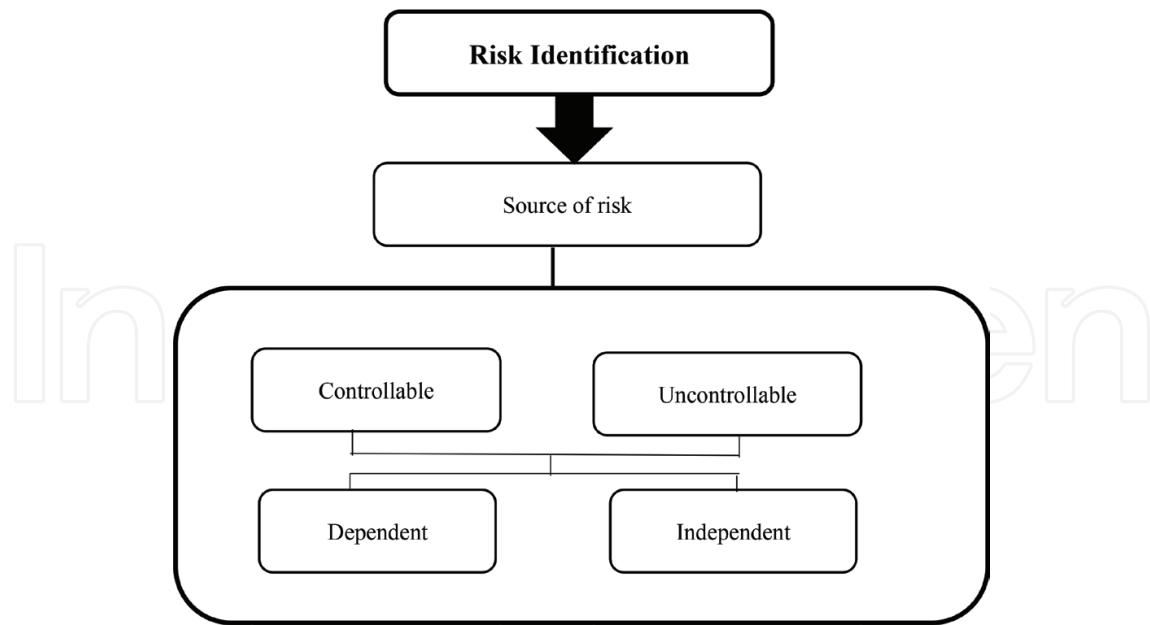 Risk Identification
Source of risk
Controllable
Uncontrollable
Dependent
Independent